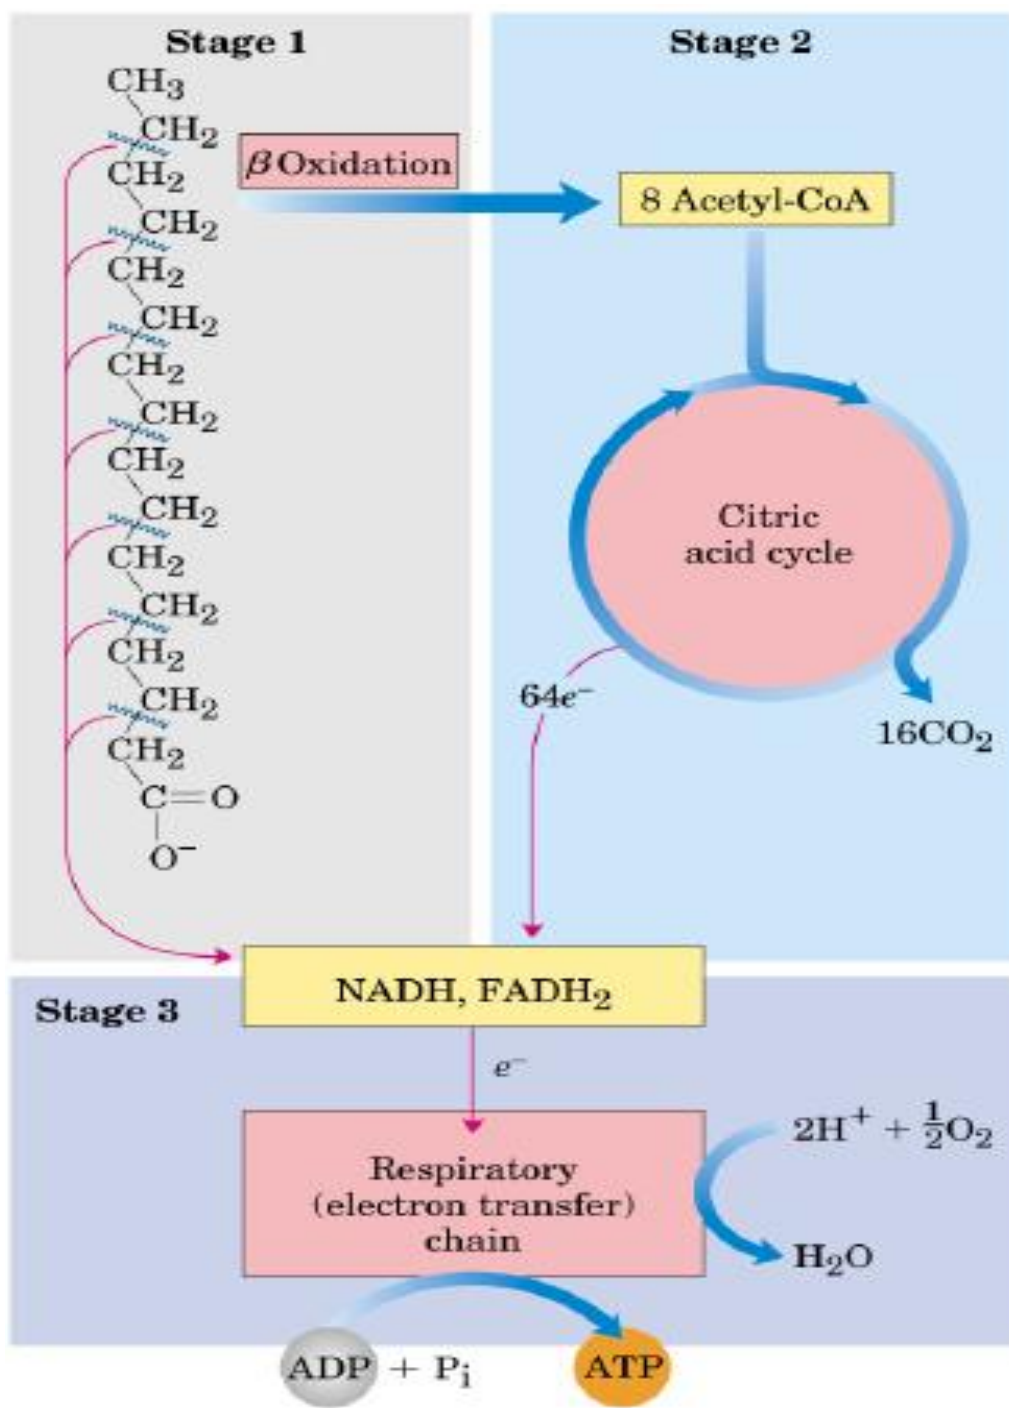 Stage 1
CH3
CH2
CH2
CH2
CH2
CH2
CH2
CH2
CH2
CH2
CH2
CH2
CH2
CH2
CH2
C=O
O−
β Oxidation
Stage 2
8 Acetyl-CoA
Citric
acid cycle
64e−
16CO2
NADH, FADH2
Stage 3
e−
Respiratory
(electron transfer)
chain
2H+ + 1/2O2
H2O
ADP + Pi
ATP